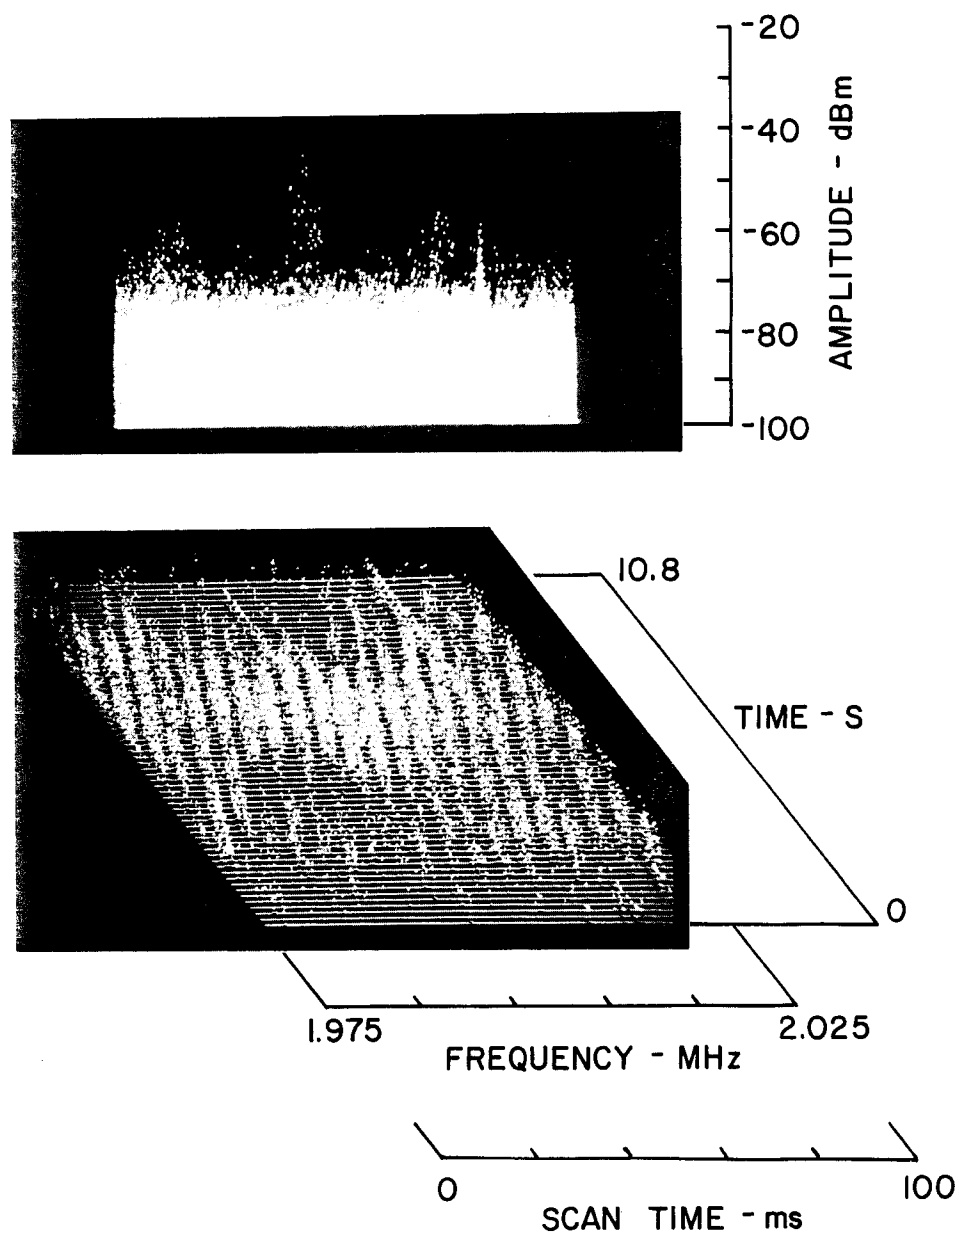 -20
-40
-60
-80
-100
AMPLITUDE - dBm
10.8
TIME - S
0
1.975
2.025
FREQUENCY - MHz
0
100
SCAN TIME - ms